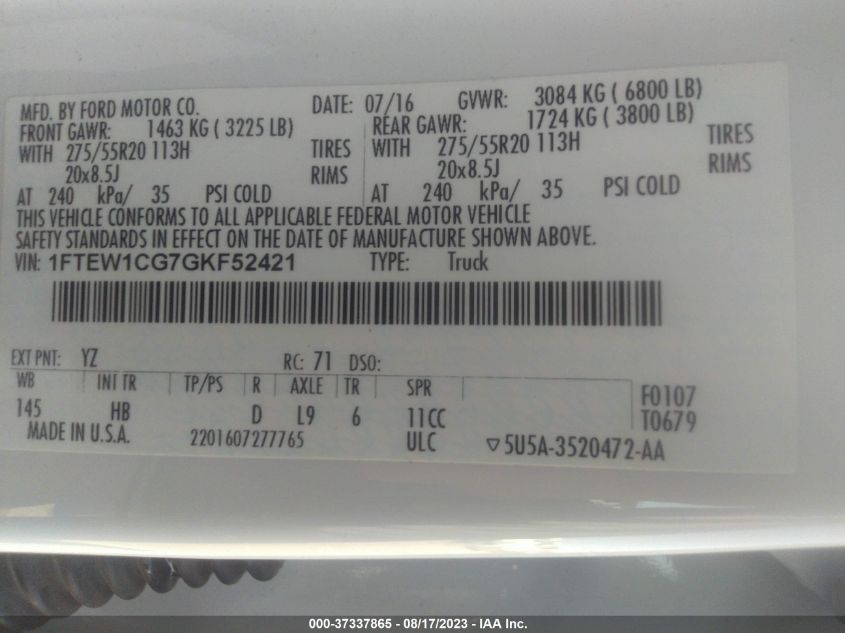 MFD. BY FORD MOTOR CO. DATE: 07/16 GVWR: 3084 KG ( 6800 LB)
FRONT GAWR: 1463 KG ( 3225 LB) REAR GAWR: 1724 KG ( 3800 LB)
WITH 275/55R20 113H TIRES WITH 275/55R20 113H TIRES
20x8.5J RIMS 20x8.5J RIMS
AT 240 kPa/ 35 PSI COLD AT 240 kPa/ 35 PSI COLD
THIS VEHICLE CONFORMS TO ALL APPLICABLE FEDERAL MOTOR VEHICLE
SAFETY STANDARDS IN EFFECT ON THE DATE OF MANUFACTURE SHOWN ABOVE.
VIN: 1FTEW1CG7GKF52421 TYPE: Truck
EXT PNT: YZ RC: 71 DSO:
WB INT TR TP/PS R AXLE TR SPR F0107
145 HB D L9 6 11CC T0679
MADE IN U.S.A. 2201607277765 ULC ▽5U5A-3520472-AA
000-37337865 - 08/17/2023 - IAA Inc.